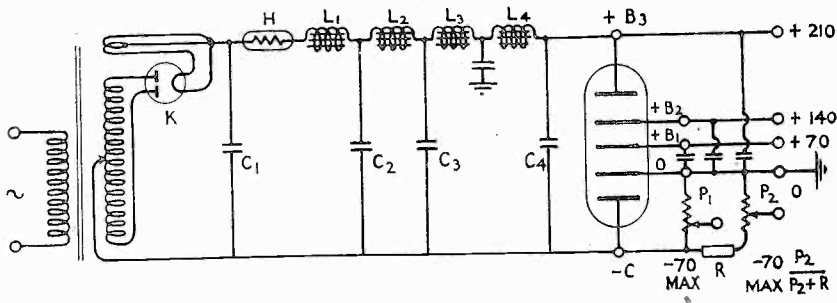 H L1 L2 L3 L4 + B3 + 210
K
+ B2 + 140
+ B1 + 70
C1 C2 C3 C4 0 P1 P2 0
~
-C -70 MAX R -70 MAX P2/P2+R